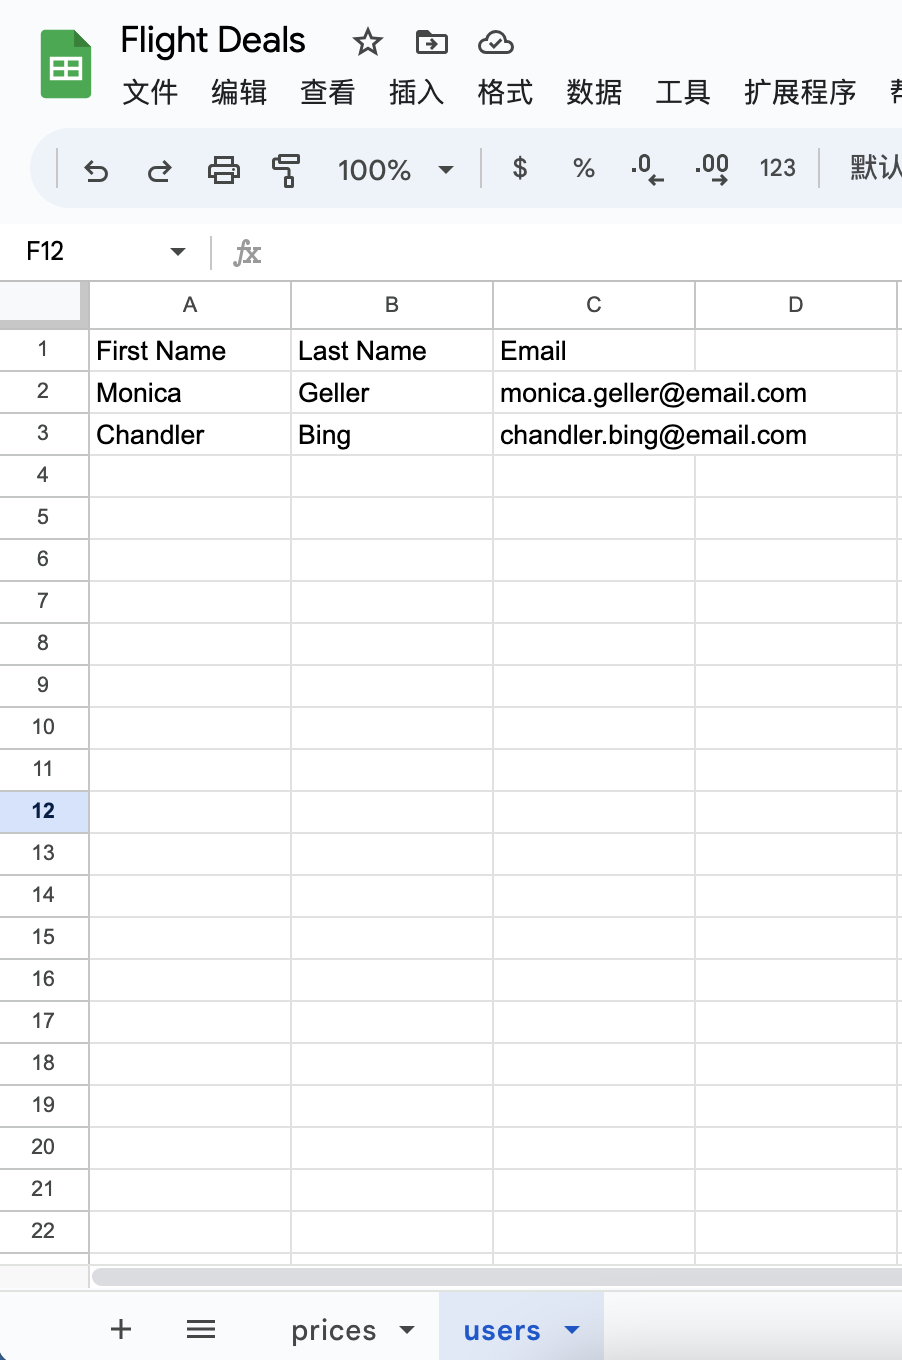 Flight Deals
文件 编辑 查看 插入 格式 数据 工具 扩展程序
100% $ % .0 .00 123 默认
F12 fx
A B C D
1 First Name Last Name Email
2 Monica Geller monica.geller@email.com
3 Chandler Bing chandler.bing@email.com
4
5
6
7
8
9
10
11
12
13
14
15
16
17
18
19
20
21
22
prices users